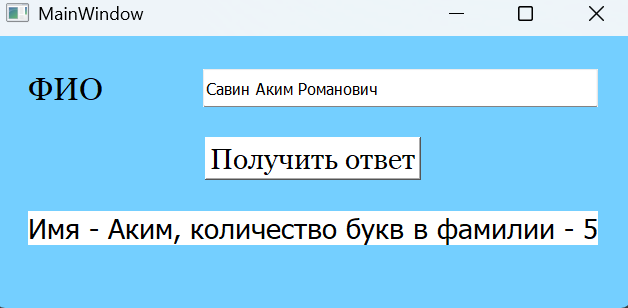 MainWindow
ФИО
Савин Аким Романович
Получить ответ
Имя - Аким, количество букв в фамилии - 5